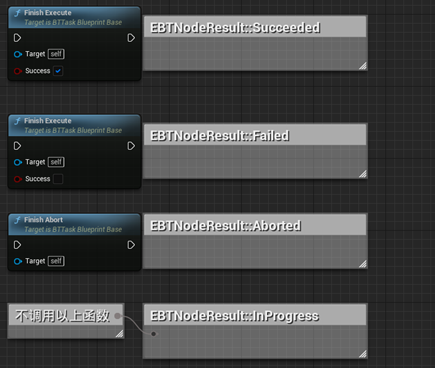 Finish Execute
Target is BTTask Blueprint Base
EBTNodeResult::Succeeded
Target self
Success
Finish Execute
Target is BTTask Blueprint Base
EBTNodeResult::Failed
Target self
Success
Finish Abort
Target is BTTask Blueprint Base
EBTNodeResult::Aborted
Target self
不调用以上函数
EBTNodeResult::InProgress